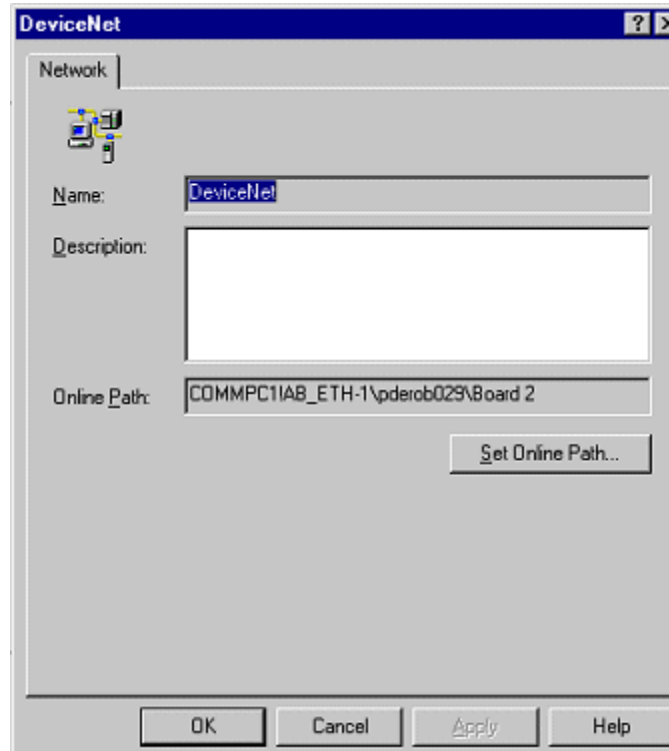 DeviceNet
Network
Name: DeviceNet
Description:
Online Path: COMMPC1!AB_ETH-1\pderob029\Board 2
Set Online Path...
OK Cancel Apply Help